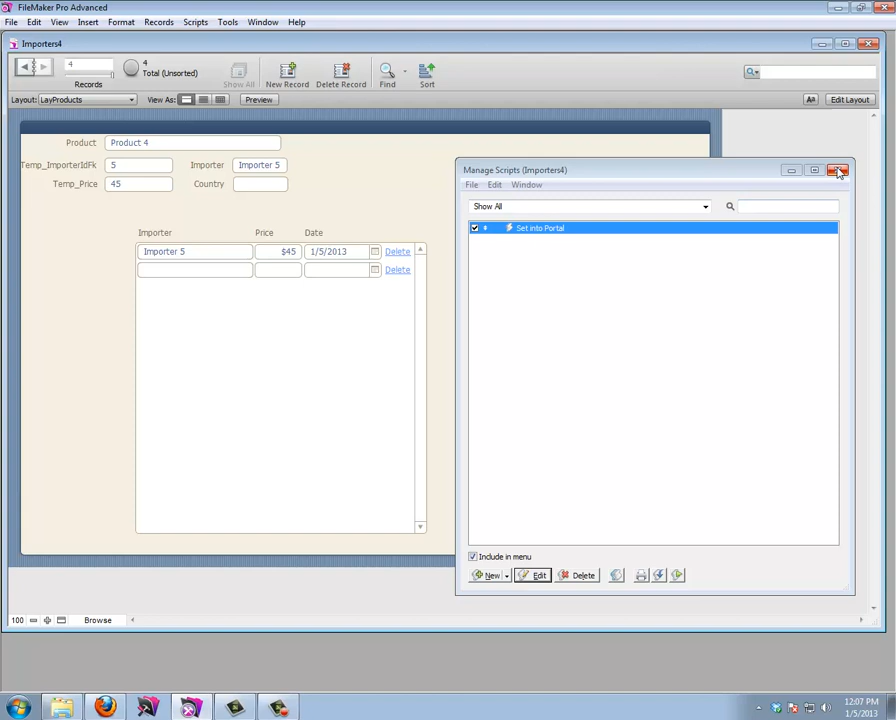 FileMaker Pro Advanced
File Edit View Insert Format Records Scripts Tools Window Help
Importers4
4
4
Total (Unsorted)
Records
Show All
New Record
Delete Record
Find
Sort
Layout: LayProducts
View As:
Preview
Aa
Edit Layout
Product
Product 4
Temp_ImporterIdFk
5
Importer
Importer 5
Temp_Price
45
Country
Importer
Price
Date
Importer 5
$45
1/5/2013
Delete
Delete
Manage Scripts (Importers4)
File Edit Window
Show All
Set into Portal
Include in menu
New
Edit
Delete
100
Browse
12:07 PM
1/5/2013